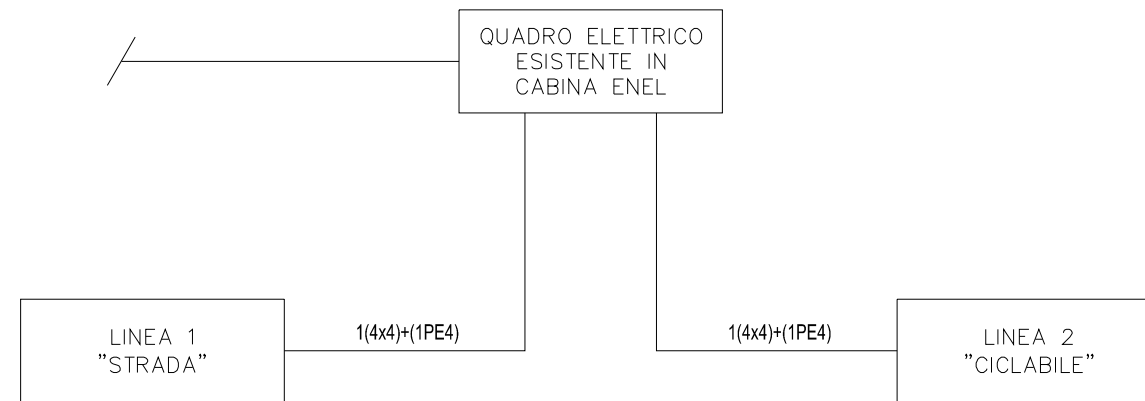 QUADRO ELETTRICO
ESISTENTE IN
CABINA ENEL
1(4x4)+(1PE4)
1(4x4)+(1PE4)
LINEA 1
"STRADA"
LINEA 2
"CICLABILE"